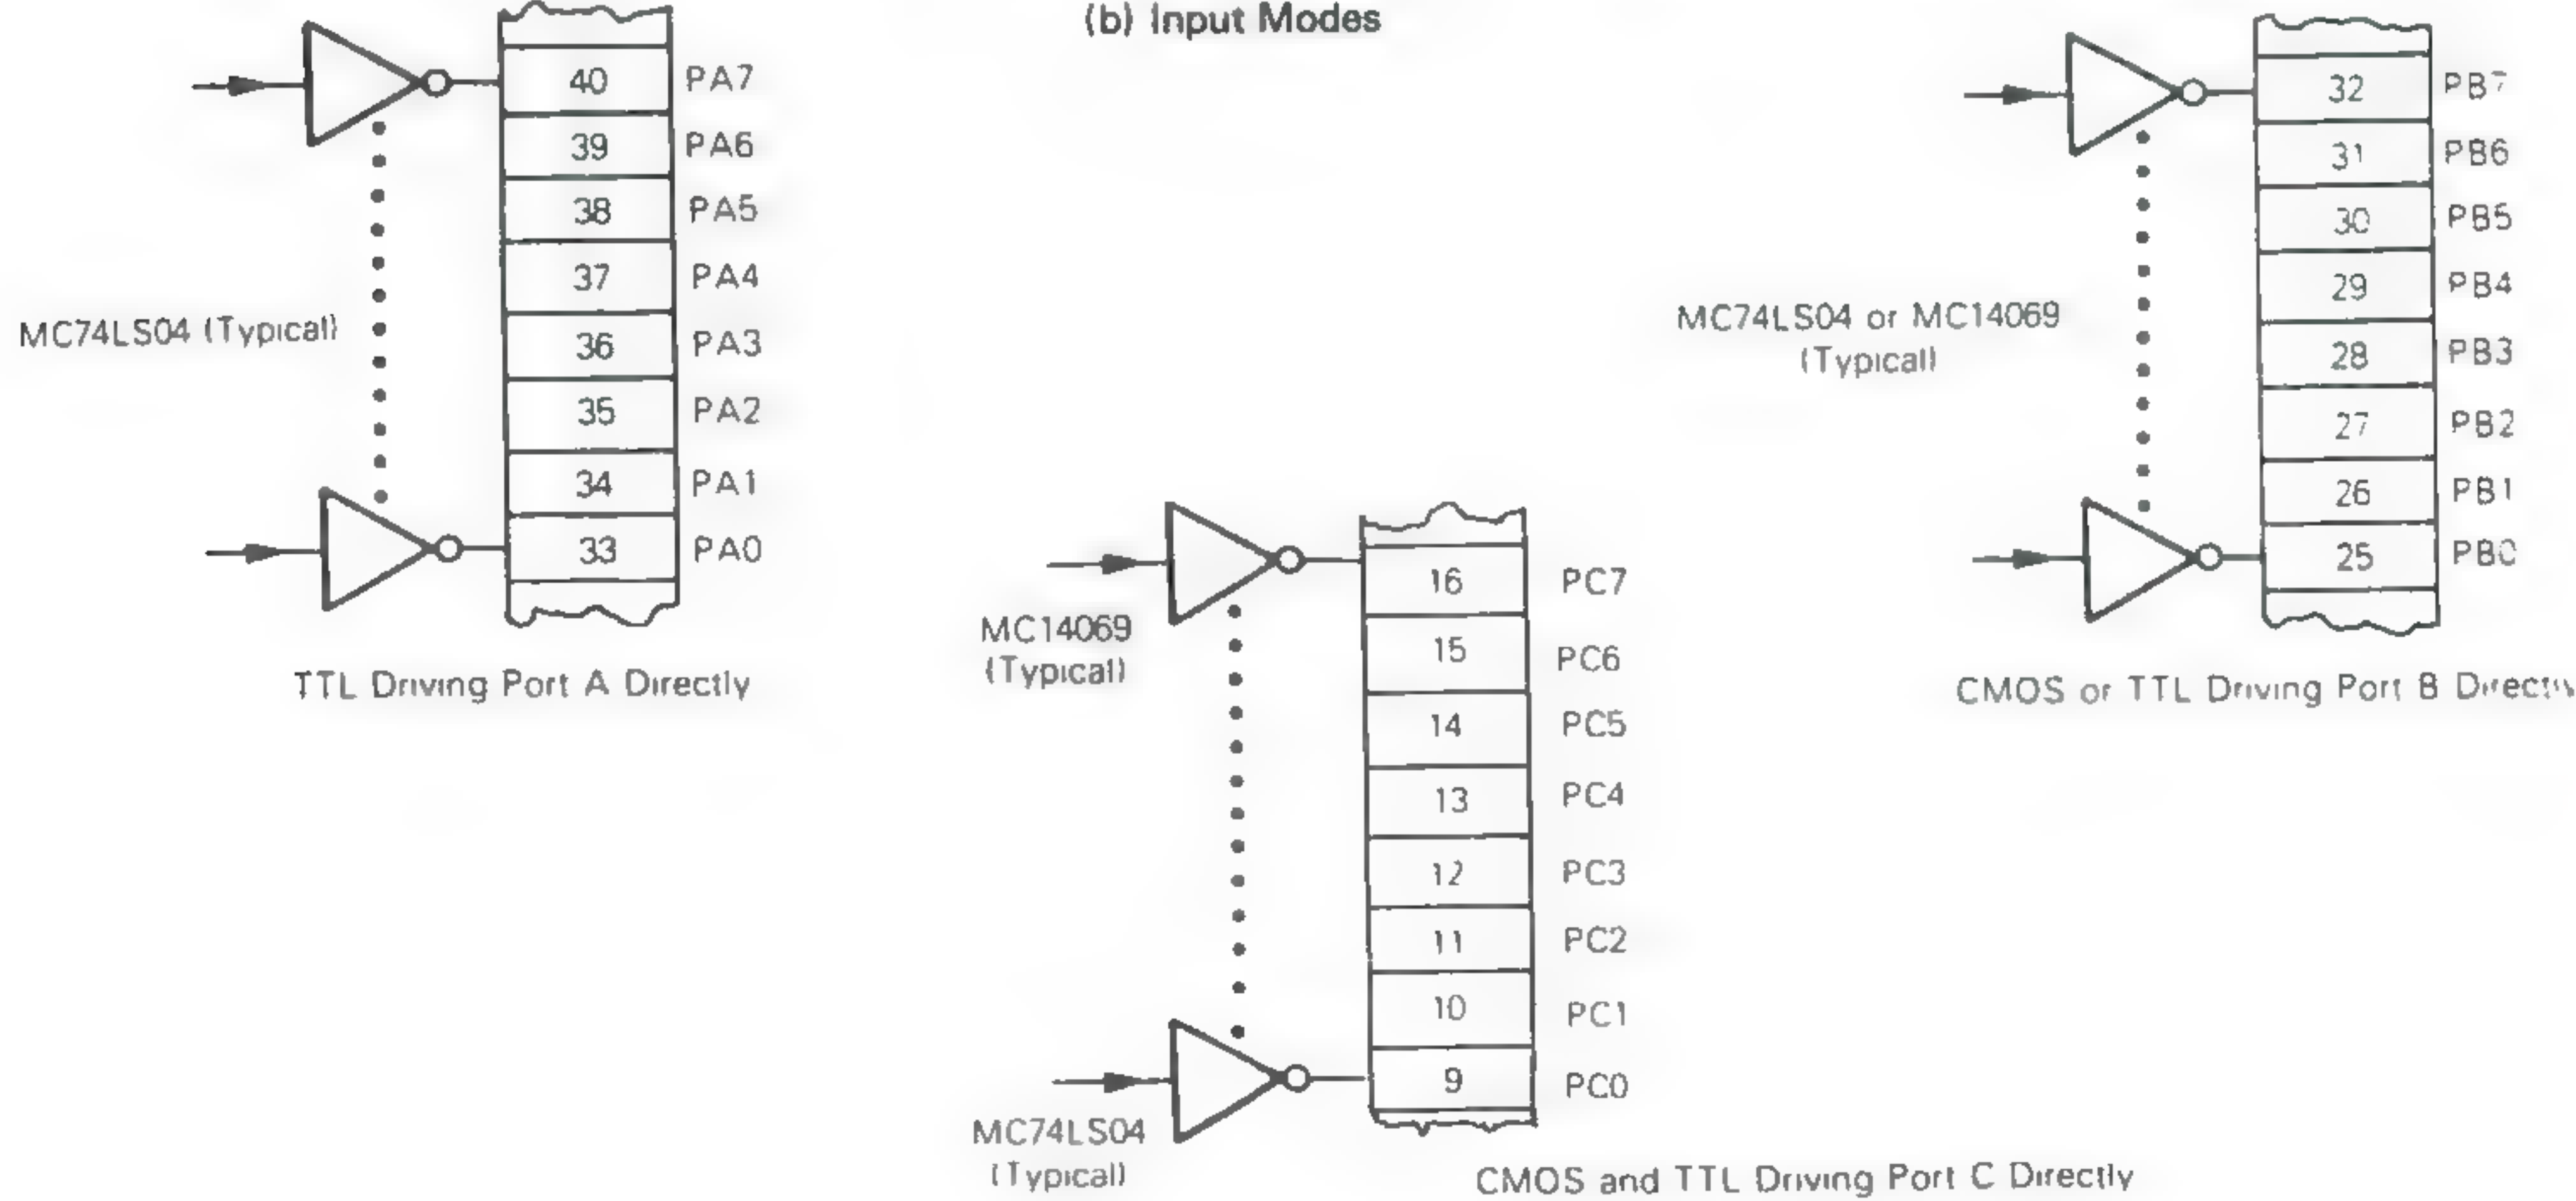 (b) Input Modes
40 PA7
39 PA6
38 PA5
37 PA4
36 PA3
35 PA2
34 PA1
33 PA0
MC74LS04 (Typical)
TTL Driving Port A Directly
32 PB7
31 PB6
30 PB5
29 PB4
28 PB3
27 PB2
26 PB1
25 PB0
MC74LS04 or MC14069
(Typical)
CMOS or TTL Driving Port B Directly
16 PC7
15 PC6
14 PC5
13 PC4
12 PC3
11 PC2
10 PC1
9 PC0
MC14069
(Typical)
MC74LS04
(Typical)
CMOS and TTL Driving Port C Directly